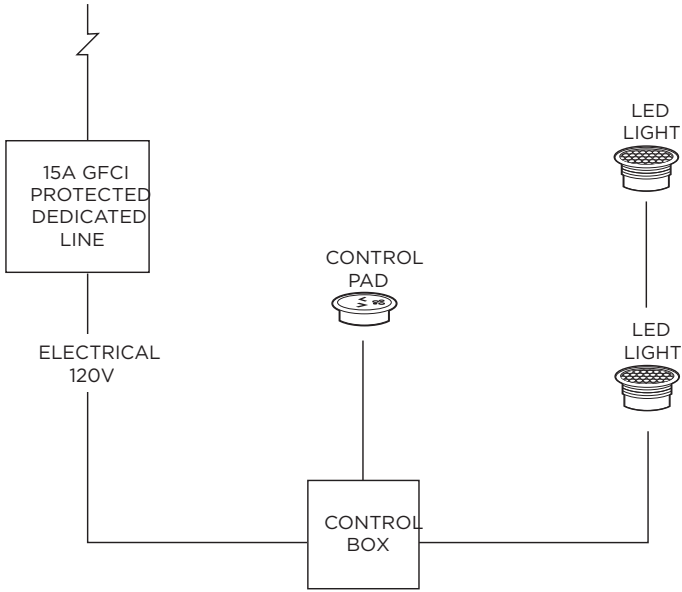 15A GFCI
PROTECTED
DEDICATED
LINE
ELECTRICAL
120V
CONTROL
PAD
CONTROL
BOX
LED
LIGHT
LED
LIGHT